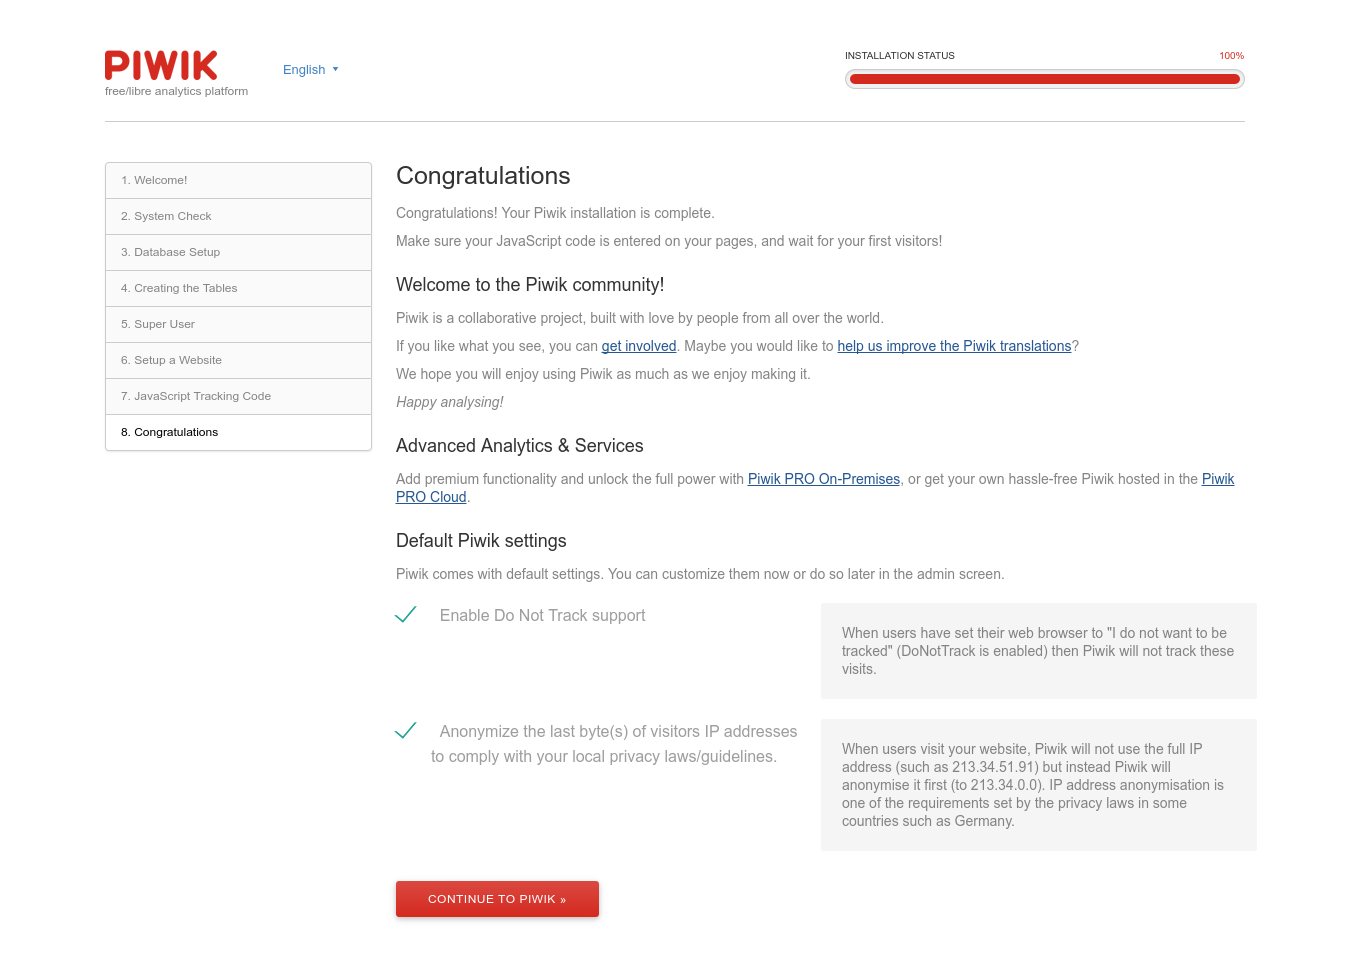 PIWIK
free/libre analytics platform
English
INSTALLATION STATUS
100%
1. Welcome!
2. System Check
3. Database Setup
4. Creating the Tables
5. Super User
6. Setup a Website
7. JavaScript Tracking Code
8. Congratulations
Congratulations
Congratulations! Your Piwik installation is complete.
Make sure your JavaScript code is entered on your pages, and wait for your first visitors!
Welcome to the Piwik community!
Piwik is a collaborative project, built with love by people from all over the world.
If you like what you see, you can get involved. Maybe you would like to help us improve the Piwik translations?
We hope you will enjoy using Piwik as much as we enjoy making it.
Happy analysing!
Advanced Analytics & Services
Add premium functionality and unlock the full power with Piwik PRO On-Premises, or get your own hassle-free Piwik hosted in the Piwik
PRO Cloud.
Default Piwik settings
Piwik comes with default settings. You can customize them now or do so later in the admin screen.
Enable Do Not Track support
When users have set their web browser to "I do not want to be
tracked" (DoNotTrack is enabled) then Piwik will not track these
visits.
Anonymize the last byte(s) of visitors IP addresses
to comply with your local privacy laws/guidelines.
When users visit your website, Piwik will not use the full IP
address (such as 213.34.51.91) but instead Piwik will
anonymise it first (to 213.34.0.0). IP address anonymisation is
one of the requirements set by the privacy laws in some
countries such as Germany.
CONTINUE TO PIWIK »